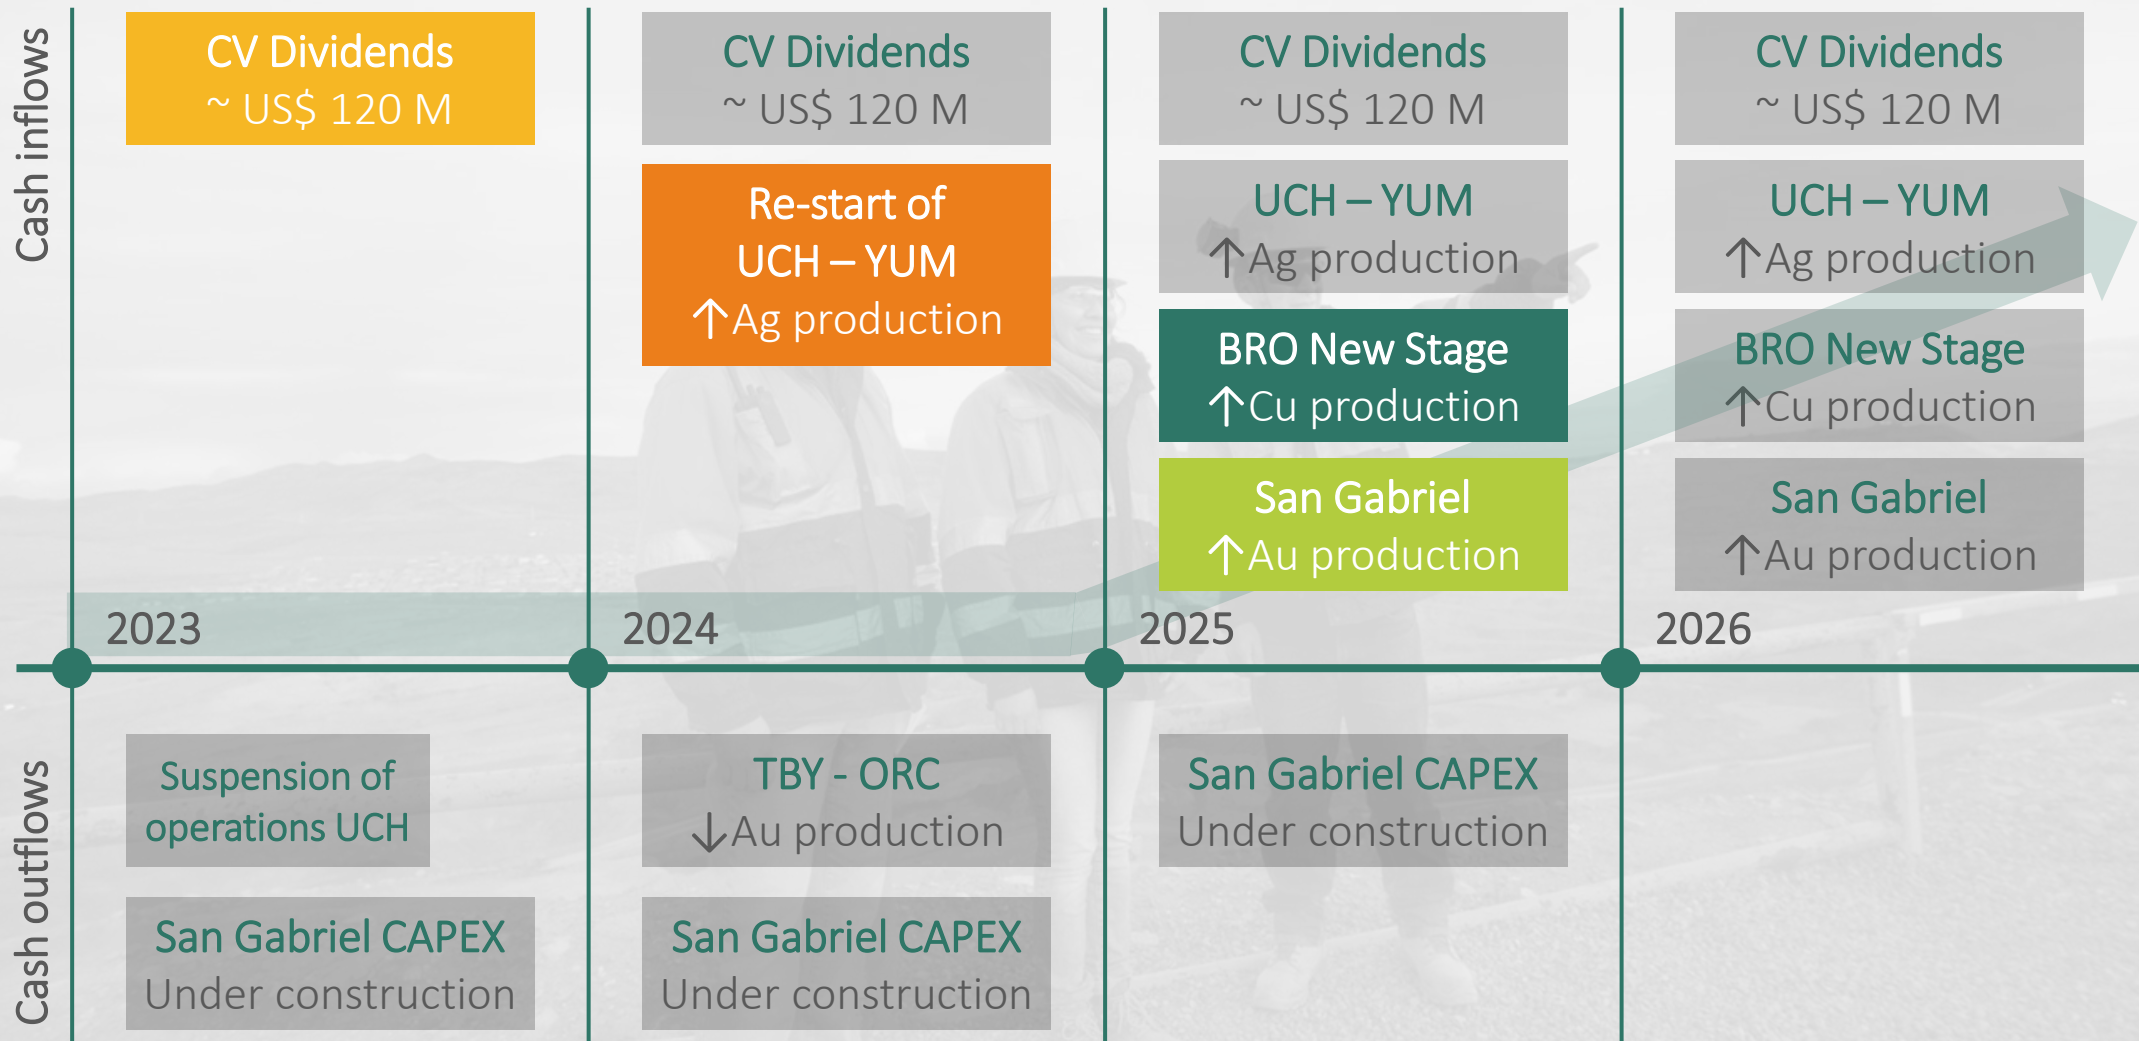 Cash inflows
CV Dividends
~ US$ 120 M
CV Dividends
~ US$ 120 M
Re-start of
UCH – YUM
↑Ag production
CV Dividends
~ US$ 120 M
UCH – YUM
↑Ag production
BRO New Stage
↑Cu production
San Gabriel
↑Au production
CV Dividends
~ US$ 120 M
UCH – YUM
↑Ag production
BRO New Stage
↑Cu production
San Gabriel
↑Au production
2023
2024
2025
2026
Cash outflows
Suspension of
operations UCH
San Gabriel CAPEX
Under construction
TBY - ORC
↓Au production
San Gabriel CAPEX
Under construction
San Gabriel CAPEX
Under construction